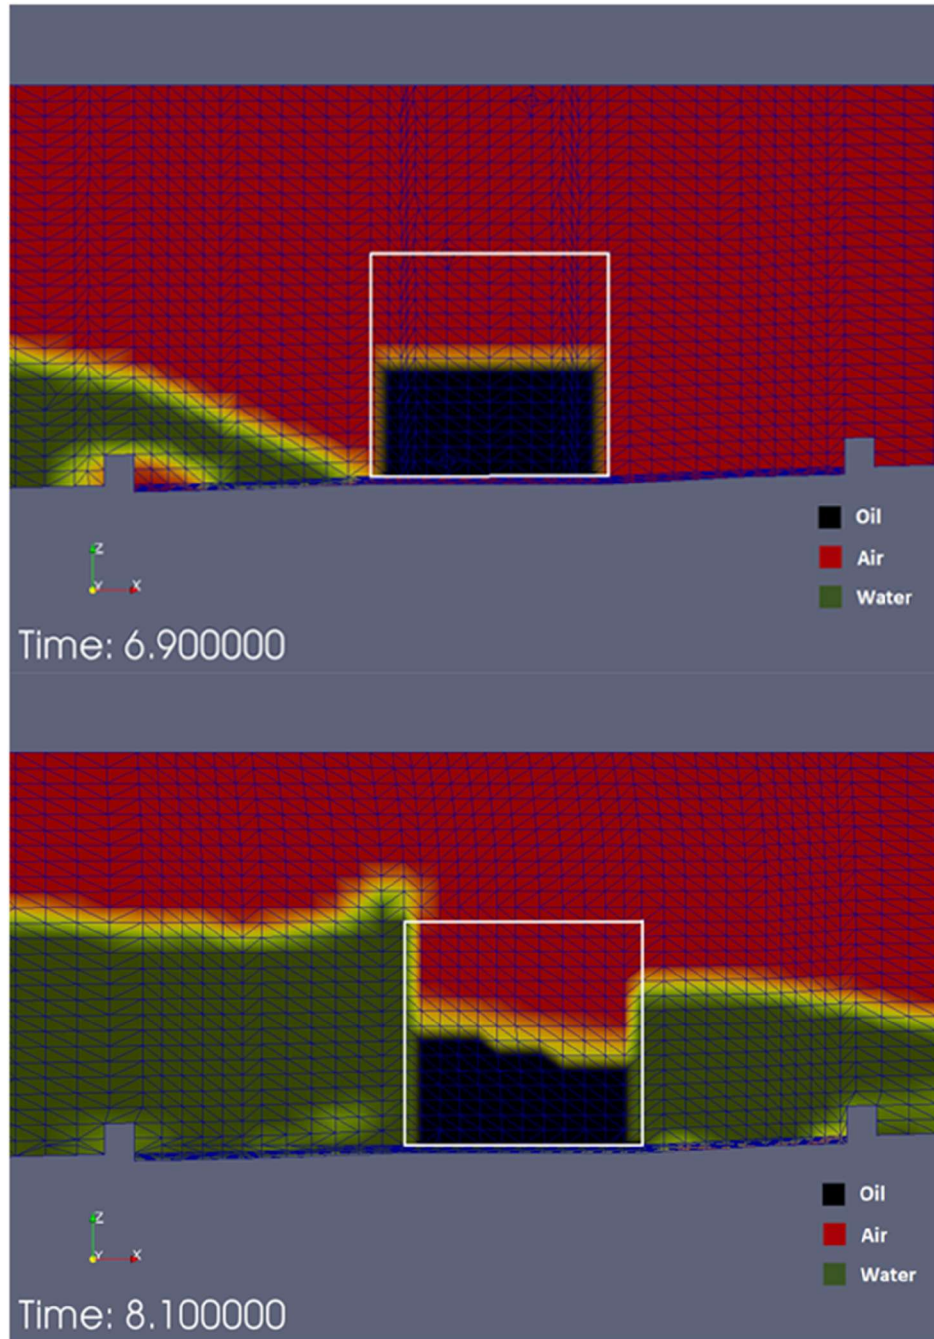 Oil
Air
Water
Z
Y X
Time: 6.900000
Oil
Air
Water
Z
Y X
Time: 8.100000